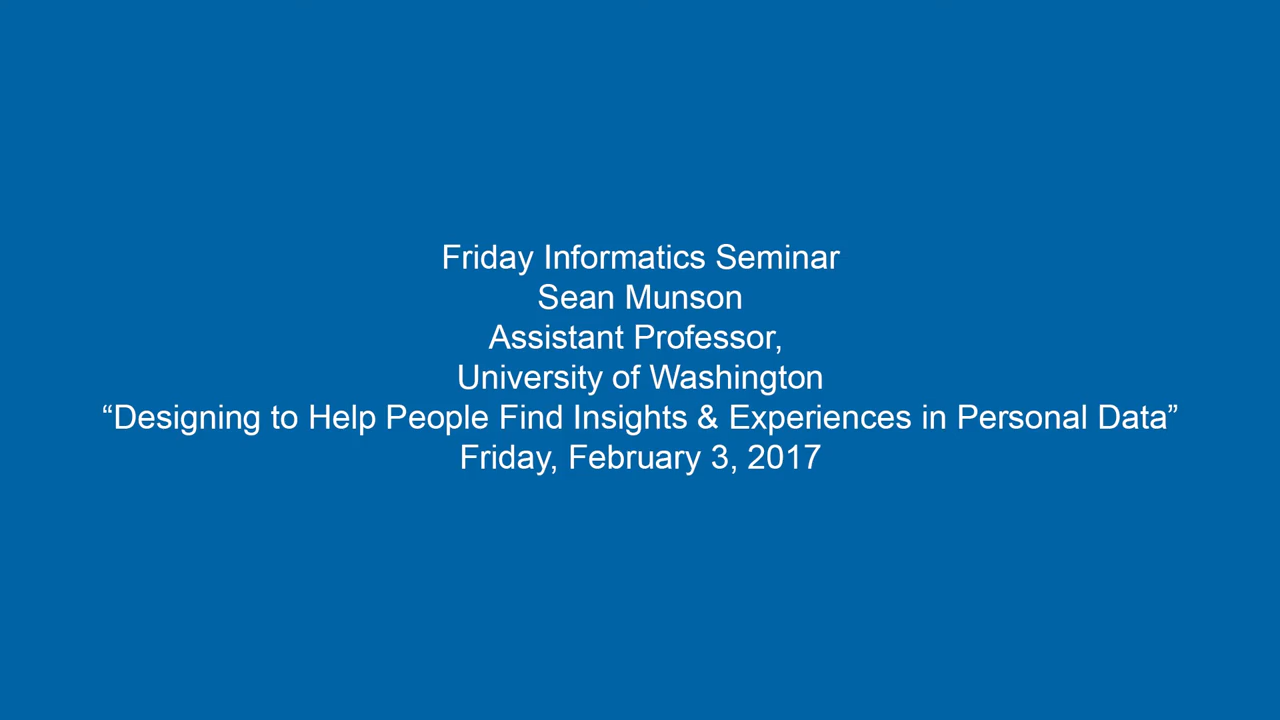 Friday Informatics Seminar
Sean Munson
Assistant Professor,
University of Washington
“Designing to Help People Find Insights & Experiences in Personal Data”
Friday, February 3, 2017